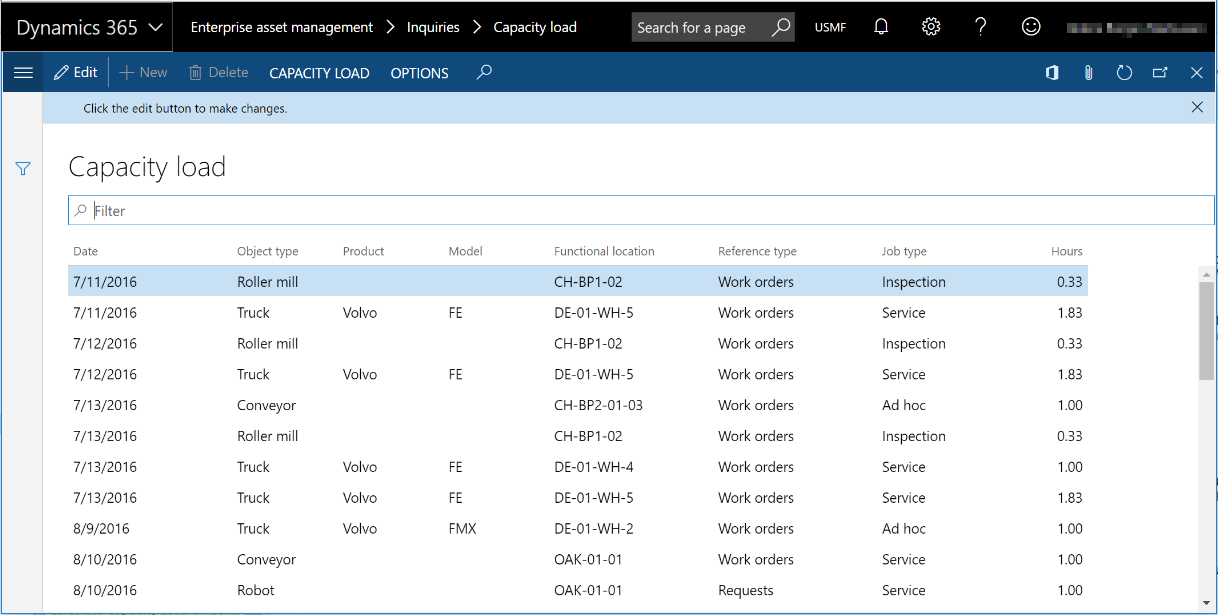 Dynamics 365 Enterprise asset management Inquiries Capacity load Search for a page USMF
Edit New Delete CAPACITY LOAD OPTIONS
Click the edit button to make changes.
Capacity load
Filter
Date Object type Product Model Functional location Reference type Job type Hours
7/11/2016 Roller mill CH-BP1-02 Work orders Inspection 0.33
7/11/2016 Truck Volvo FE DE-01-WH-5 Work orders Service 1.83
7/12/2016 Roller mill CH-BP1-02 Work orders Inspection 0.33
7/12/2016 Truck Volvo FE DE-01-WH-5 Work orders Service 1.83
7/13/2016 Conveyor CH-BP2-01-03 Work orders Ad hoc 1.00
7/13/2016 Roller mill CH-BP1-02 Work orders Inspection 0.33
7/13/2016 Truck Volvo FE DE-01-WH-4 Work orders Service 1.00
7/13/2016 Truck Volvo FE DE-01-WH-5 Work orders Service 1.83
8/9/2016 Truck Volvo FMX DE-01-WH-2 Work orders Ad hoc 1.00
8/10/2016 Conveyor OAK-01-01 Work orders Service 1.00
8/10/2016 Robot OAK-01-01 Requests Service 1.00